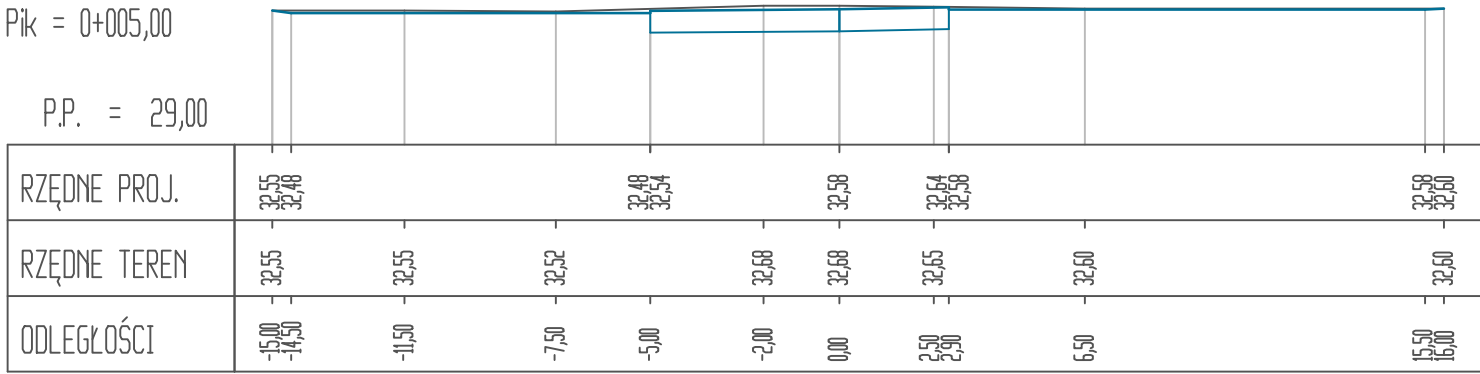 Pik = 0+005,00
P.P. = 29,00
RZĘDNE PROJ. 32,55 32,48 32,48 32,54 32,58 32,64 32,58 32,58 32,60
RZĘDNE TEREN 32,55 32,55 32,52 32,68 32,68 32,65 32,60 32,60
ODLEGŁOŚCI -15,00 -14,50 -11,50 -7,50 -5,00 -2,00 0,00 2,50 2,90 6,50 15,50 16,00